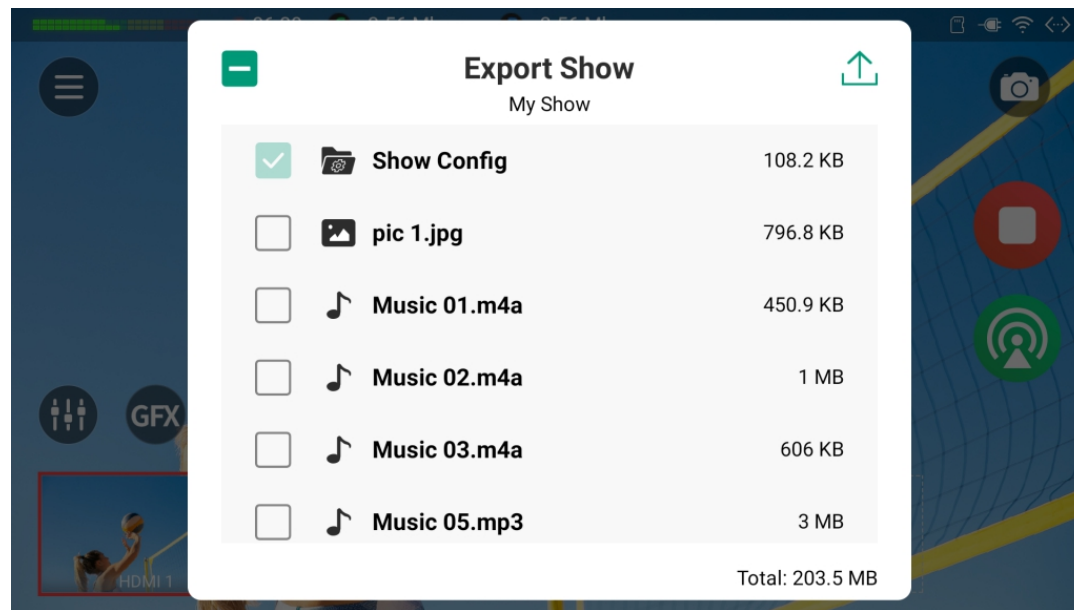 Export Show
My Show
Show Config 108.2 KB
pic 1.jpg 796.8 KB
Music 01.m4a 450.9 KB
Music 02.m4a 1 MB
GFX
Music 03.m4a 606 KB
Music 05.mp3 3 MB
HDMI 1
Total: 203.5 MB